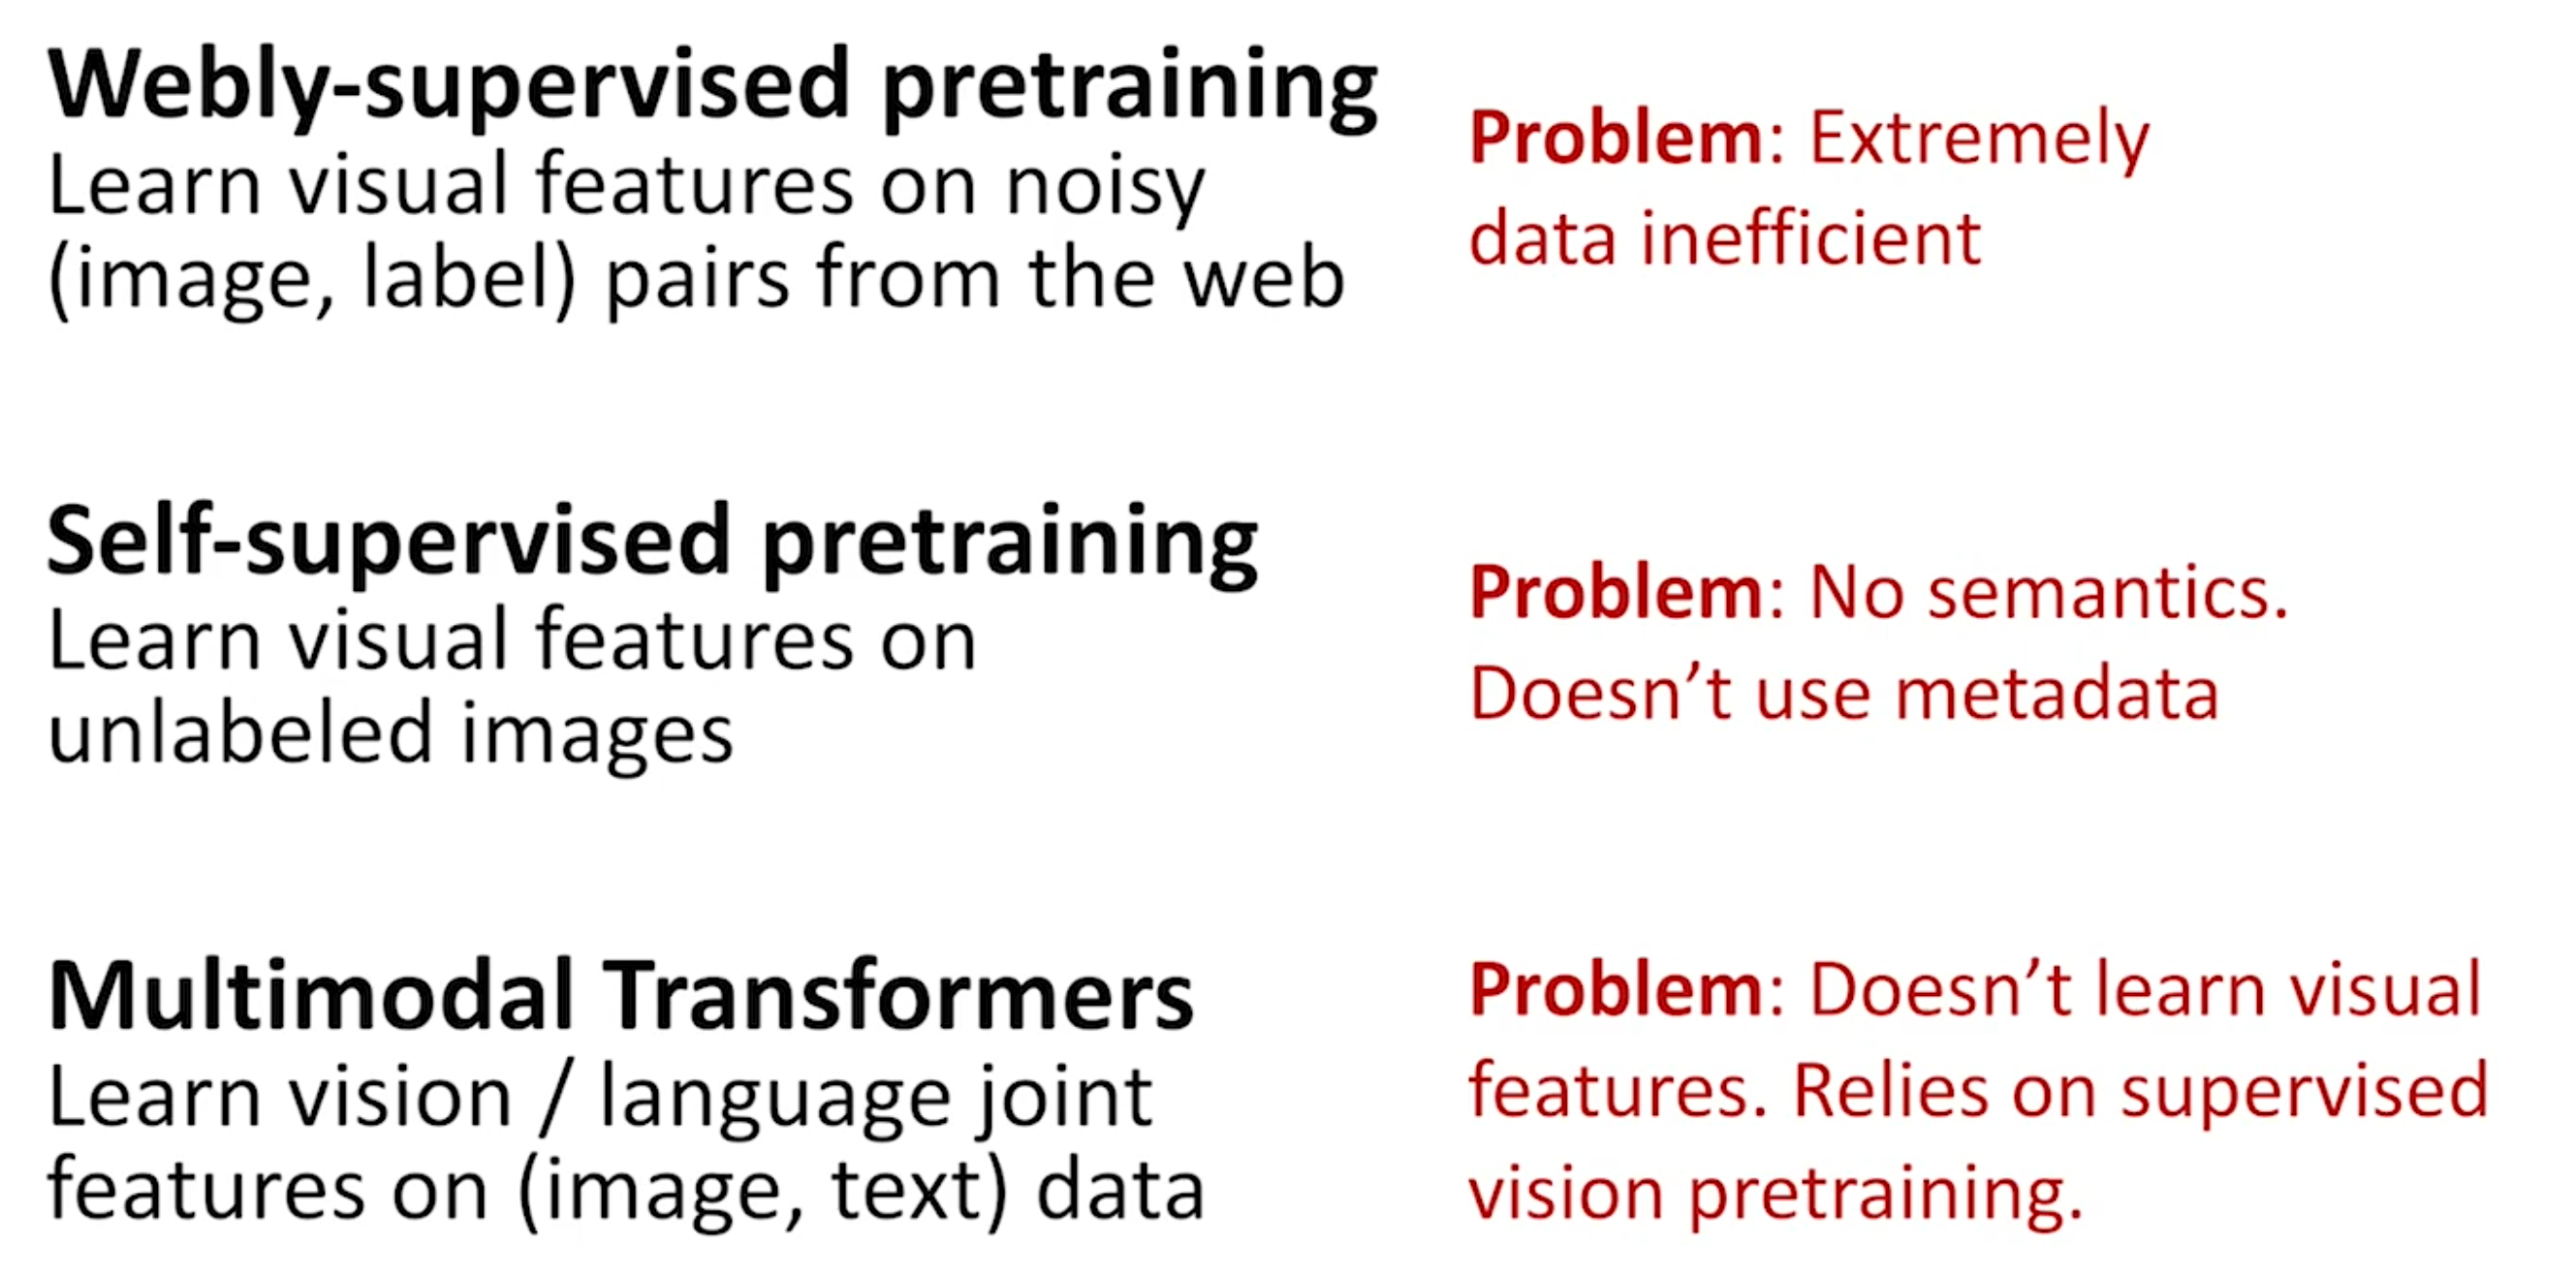 Webly-supervised pretraining
Learn visual features on noisy
(image, label) pairs from the web
Problem: Extremely
data inefficient
Self-supervised pretraining
Learn visual features on
unlabeled images
Problem: No semantics.
Doesn’t use metadata
Multimodal Transformers
Learn vision / language joint
features on (image, text) data
Problem: Doesn’t learn visual
features. Relies on supervised
vision pretraining.